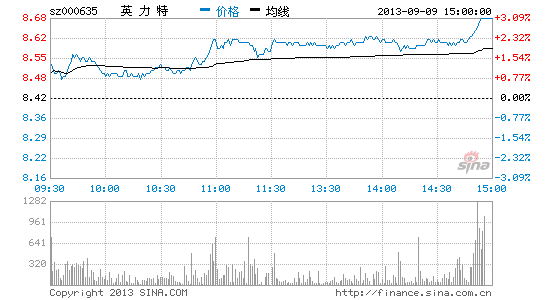 sz000635 英 力 特 价格 均线 2013-09-09 15:00:00
8.68 +3.09%
8.62 +2.32%
8.55 +1.54%
8.48 +0.77%
8.42 0.00%
8.36 -0.77%
8.29 -1.54%
8.22 -2.32%
8.16 -3.09%
sina
新浪财经
09:30 10:00 10:30 11:00 11:30 13:30 14:00 14:30 15:00
1282
961
641
320
Copyright 2013 SINA.COM http://finance.sina.com.cn